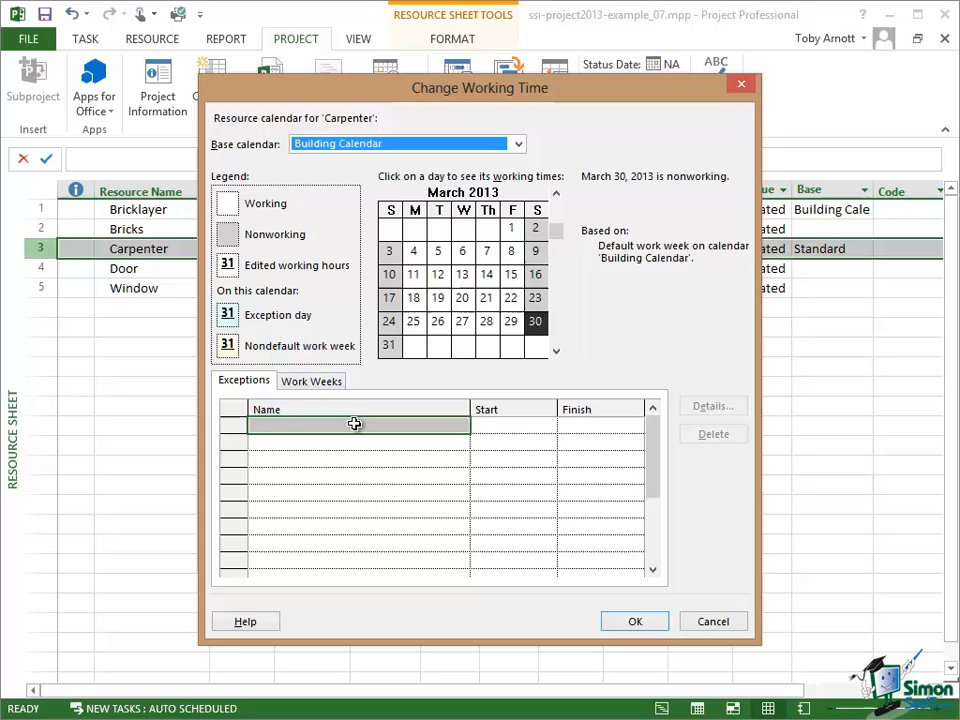 RESOURCE SHEET TOOLS
ssi-project2013-example_07.mpp - Project Professional
FILE
TASK
RESOURCE
REPORT
PROJECT
VIEW
FORMAT
Toby Arnott
Subproject
Apps for
Office
Project
Information
Status Date:
NA
ABC
Insert
Apps
Change Working Time
Resource calendar for 'Carpenter':
Base calendar:
Building Calendar
Legend:
Working
Nonworking
31
Edited working hours
On this calendar:
31
Exception day
31
Nondefault work week
Click on a day to see its working times:
March 2013
S M T W Th F S
1 2
3 4 5 6 7 8 9
10 11 12 13 14 15 16
17 18 19 20 21 22 23
24 25 26 27 28 29 30
31
March 30, 2013 is nonworking.
Based on:
Default work week on calendar
'Building Calendar'.
Exceptions
Work Weeks
Name
Start
Finish
Details...
Delete
Help
OK
Cancel
Resource Name
Base
Code
1 Bricklayer
Building Cale
2 Bricks
3 Carpenter
Standard
4 Door
5 Window
RESOURCE SHEET
READY
NEW TASKS : AUTO SCHEDULED
Simon